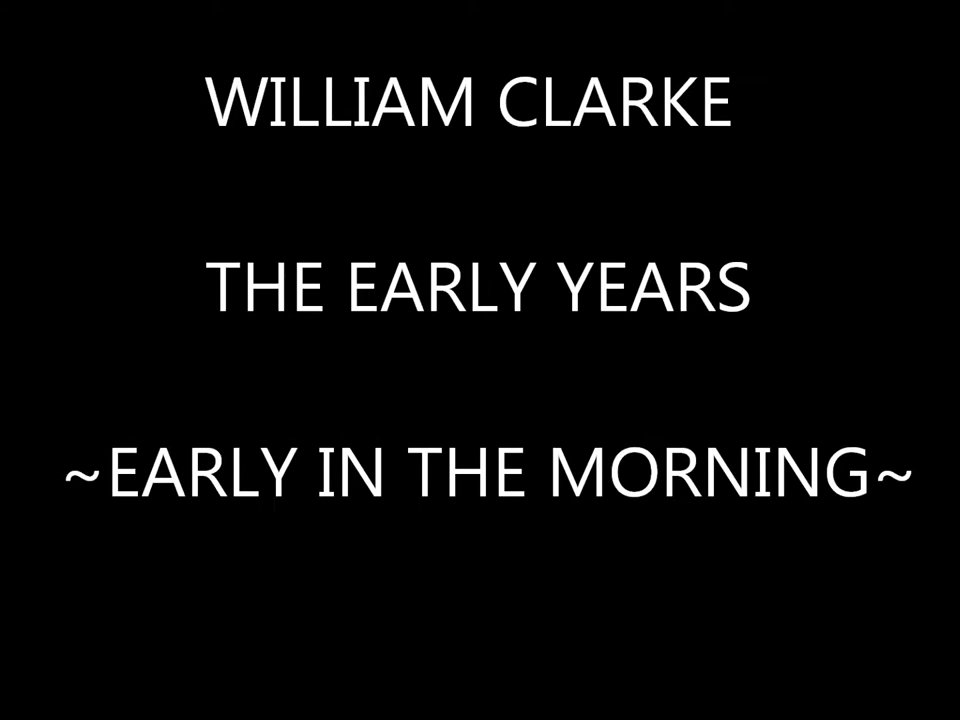 WILLIAM CLARKE
THE EARLY YEARS
~EARLY IN THE MORNING~